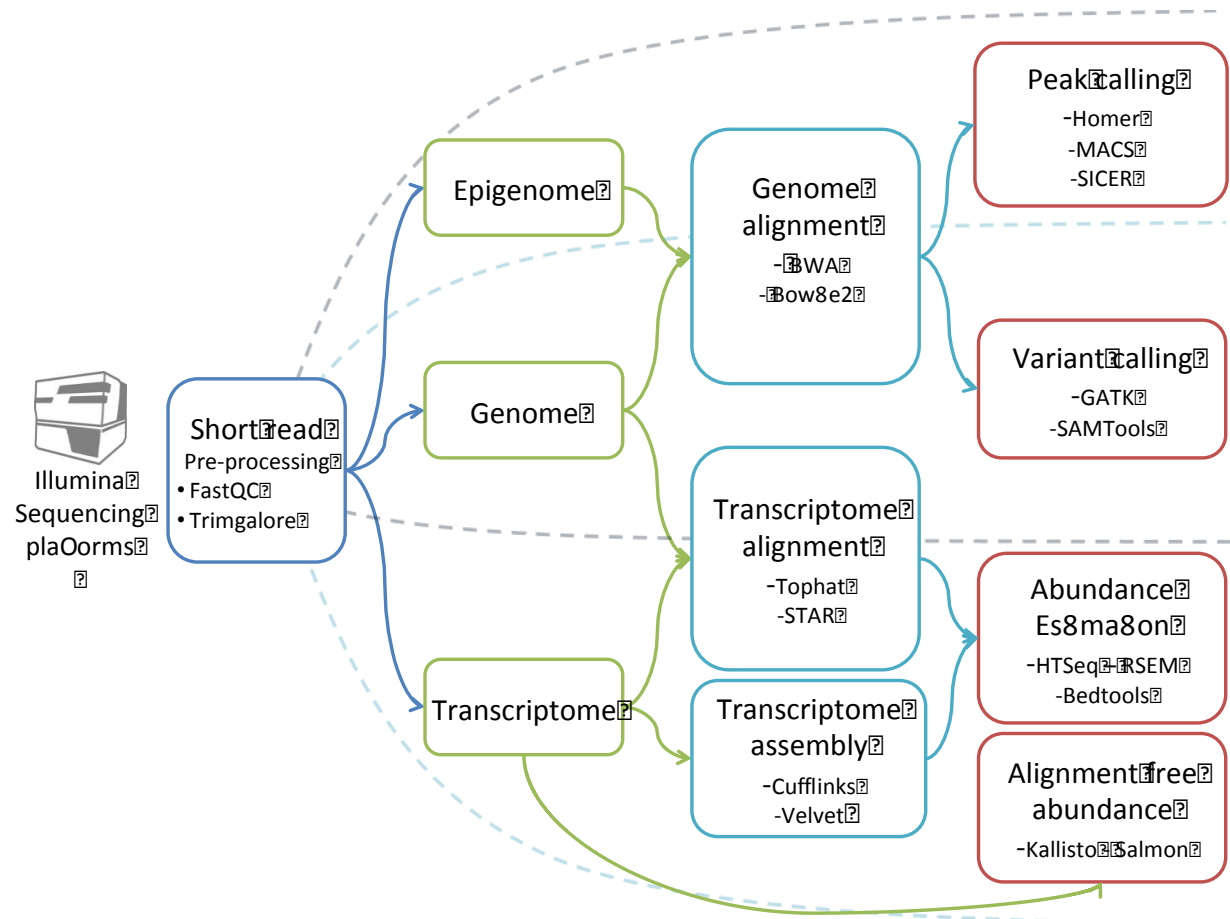 Illumina
Sequencing
plaOorms
Short read
Pre-processing
• FastQC
• Trimgalore
Epigenome
Genome
Transcriptome
Genome
alignment
- BWA
- Bow8e2
Transcriptome
alignment
-Tophat
-STAR
Transcriptome
assembly
-Cufflinks
-Velvet
Peak calling
-Homer
-MACS
-SICER
Variant calling
-GATK
-SAMTools
Abundance
Es8ma8on
-HTSeq - RSEM
-Bedtools
Alignment free
abundance
-Kallisto - Salmon